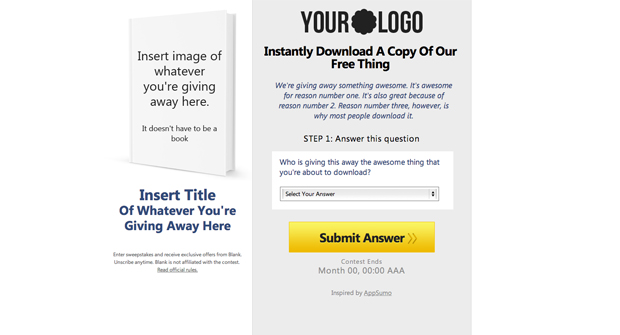 Insert image of
whatever
you're giving
away here.
It doesn't have to be a
book
Insert Title
Of Whatever You're
Giving Away Here
Enter sweepstakes and receive exclusive offers from Blank.
Unscribe anytime. Blank is not affiliated with the contest.
Read official rules.
YOUR LOGO
Instantly Download A Copy Of Our
Free Thing
We're giving away something awesome. It's awesome
for reason number one. It's also great because of
reason number 2. Reason number three, however, is
why most people download it.
STEP 1: Answer this question
Who is giving this away the awesome thing that
you're about to download?
Select Your Answer
Submit Answer >>
Contest Ends
Month 00, 00:00 AAA
Inspired by AppSumo